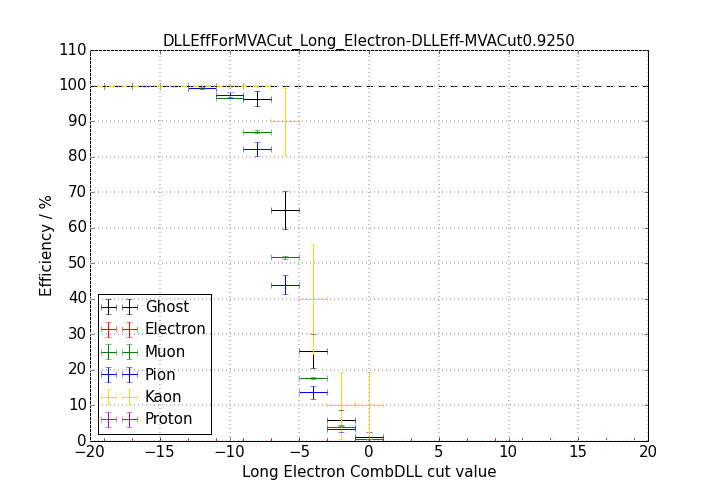 DLLEffForMVACut_Long_Electron-DLLEff-MVACut0.9250
110
100
90
80
70
60
50
40
30
20
10
0
Efficiency / %
Ghost
Electron
Muon
Pion
Kaon
Proton
−20 −15 −10 −5 0 5 10 15 20
Long Electron CombDLL cut value